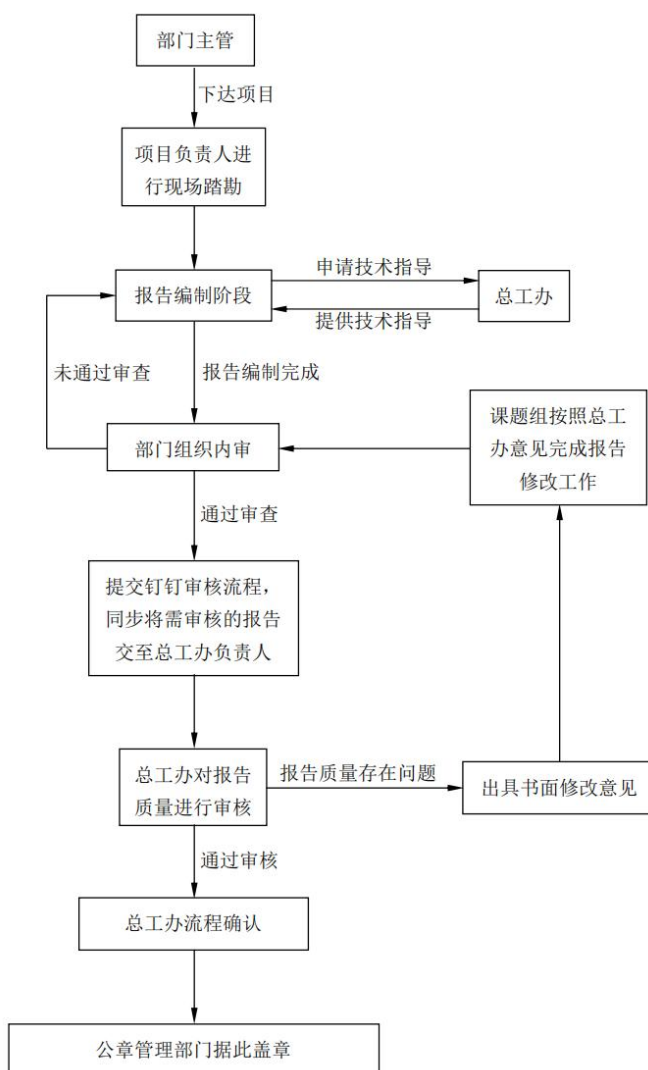 部门主管
下达项目
项目负责人进
行现场踏勘
申请技术指导
报告编制阶段
总工办
提供技术指导
未通过审查
报告编制完成
课题组按照总工
办意见完成报告
修改工作
部门组织内审
通过审查
提交钉钉审核流程，
同步将需审核的报告
交至总工办负责人
总工办对报告
质量进行审核
报告质量存在问题
出具书面修改意见
通过审核
总工办流程确认
公章管理部门据此盖章